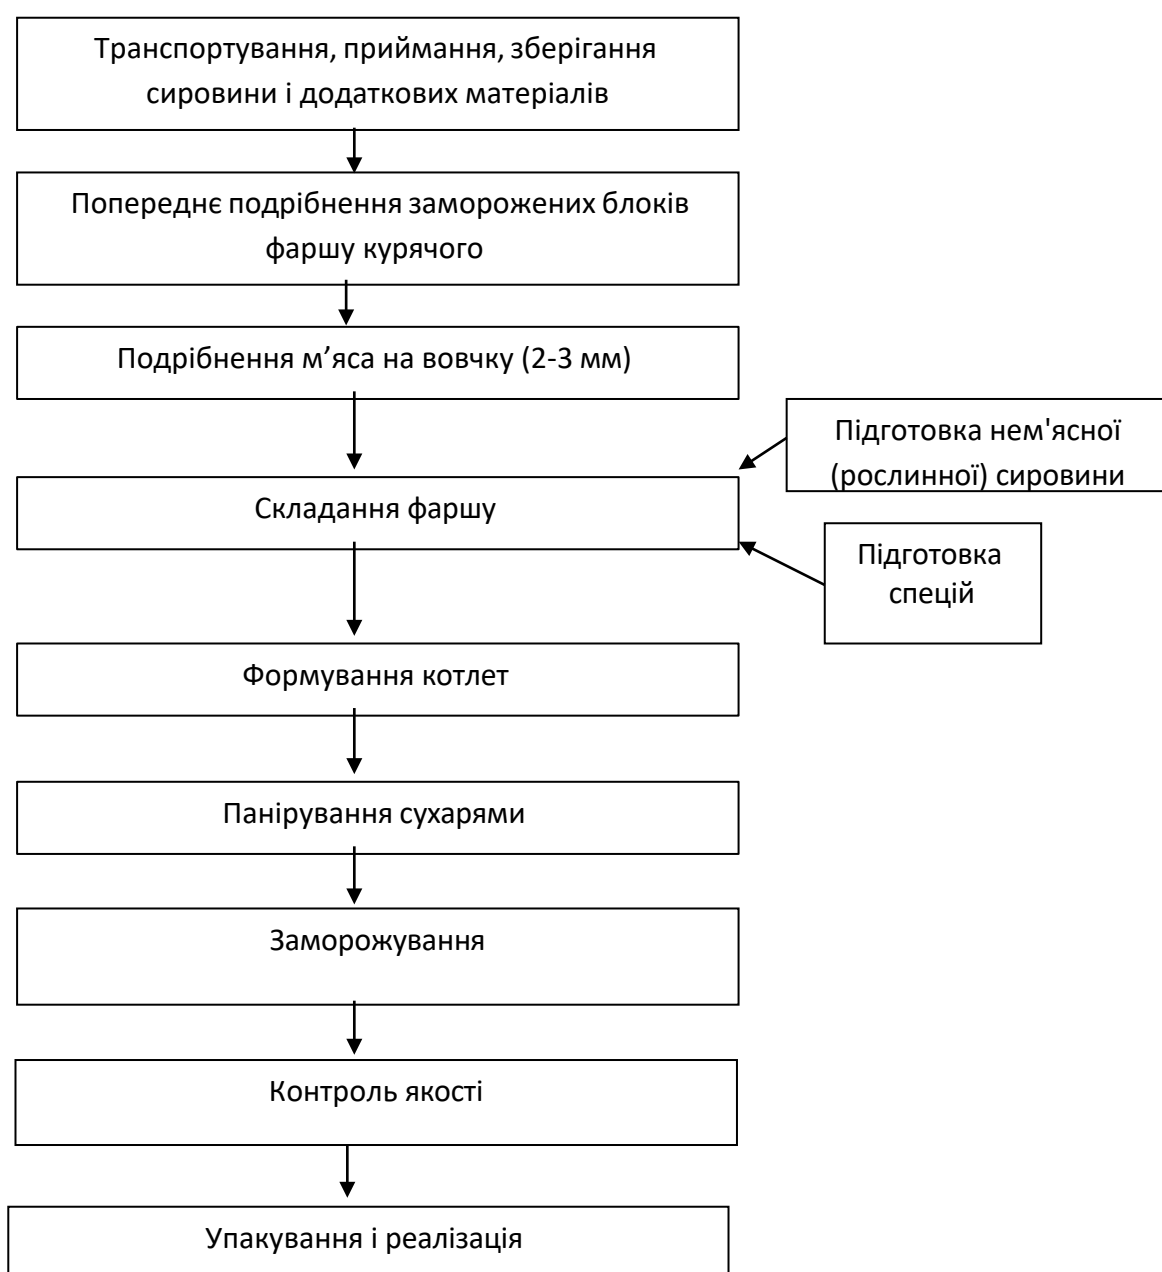 Транспортування, приймання, зберігання
сировини і додаткових матеріалів
Попереднє подрібнення заморожених блоків
фаршу курячого
Подрібнення м’яса на вовчку (2-3 мм)
Підготовка нем'ясної
(рослинної) сировини
Складання фаршу
Підготовка
спецій
Формування котлет
Панірування сухарями
Заморожування
Контроль якості
Упакування і реалізація